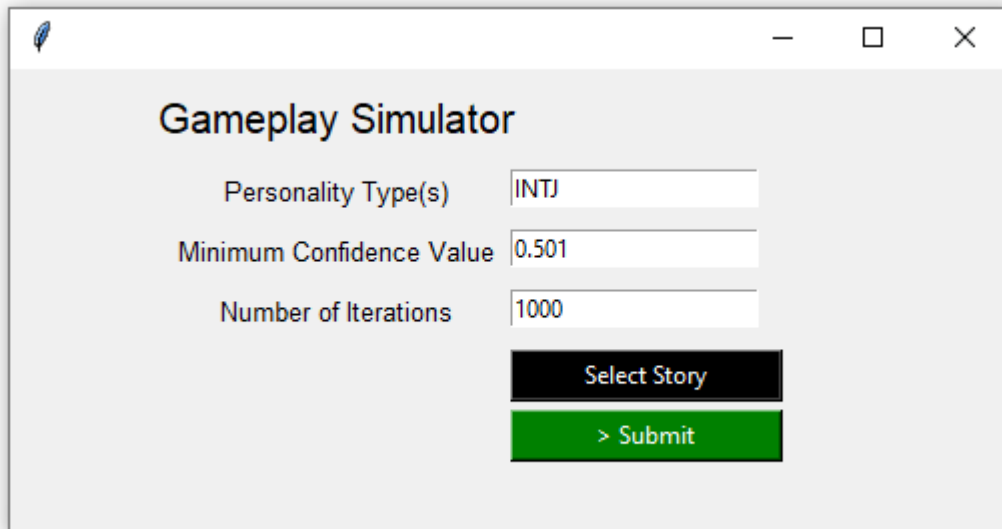 Gameplay Simulator
Personality Type(s) INTJ
Minimum Confidence Value 0.501
Number of Iterations 1000
Select Story
> Submit